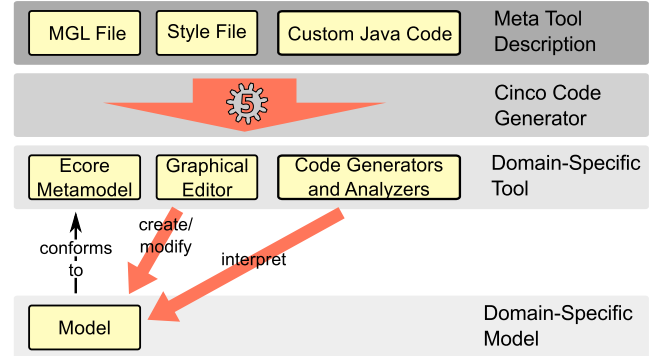 MGL File
Style File
Custom Java Code
Meta Tool
Description
5
Cinco Code
Generator
Ecore
Metamodel
Graphical
Editor
Code Generators
and Analyzers
Domain-Specific
Tool
create/
modify
conforms
to
interpret
Model
Domain-Specific
Model